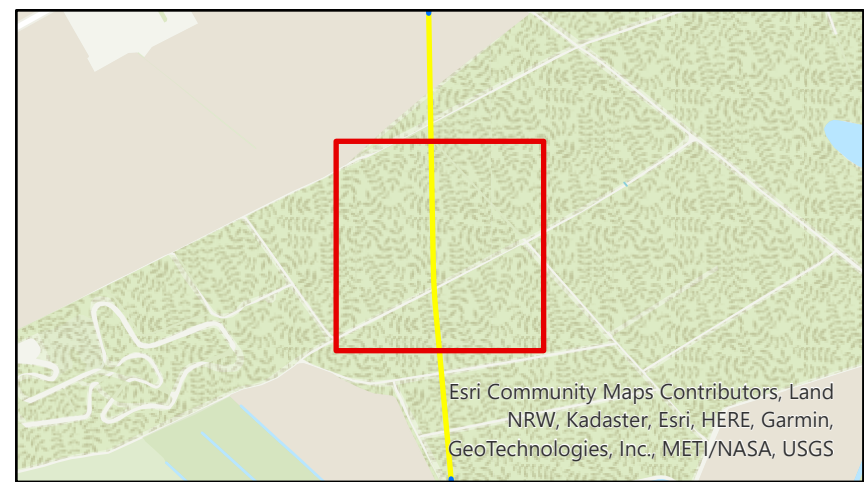 Esri Community Maps Contributors, Land
NRW, Kadaster, Esri, HERE, Garmin,
GeoTechnologies, Inc., METI/NASA, USGS